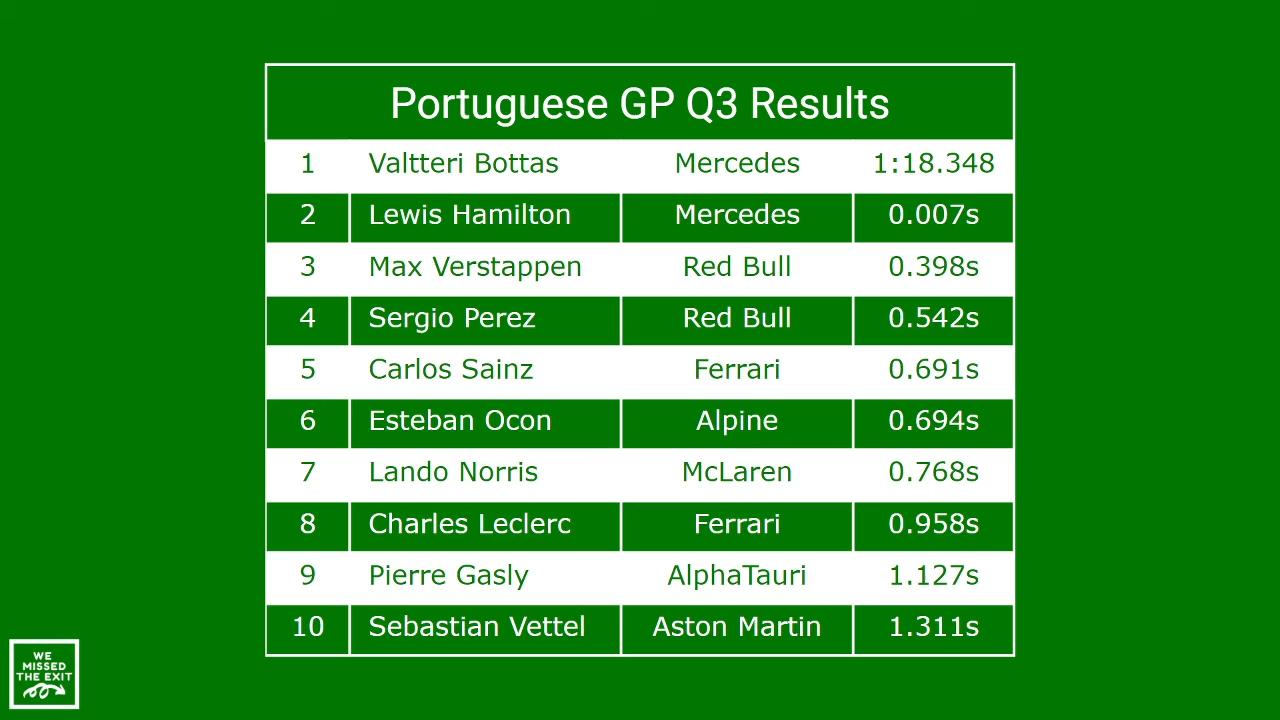 Portuguese GP Q3 Results
1 Valtteri Bottas Mercedes 1:18.348
2 Lewis Hamilton Mercedes 0.007s
3 Max Verstappen Red Bull 0.398s
4 Sergio Perez Red Bull 0.542s
5 Carlos Sainz Ferrari 0.691s
6 Esteban Ocon Alpine 0.694s
7 Lando Norris McLaren 0.768s
8 Charles Leclerc Ferrari 0.958s
9 Pierre Gasly AlphaTauri 1.127s
10 Sebastian Vettel Aston Martin 1.311s
WE
MISSED
THE EXIT